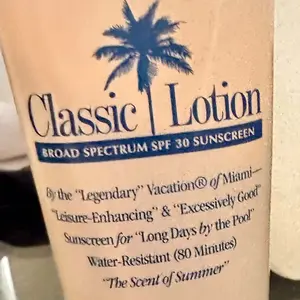 Classic Lotion
BROAD SPECTRUM SPF 30 SUNSCREEN
By the "Legendary" Vacation® of Miami—
"Leisure-Enhancing" & "Excessively Good"
Sunscreen for "Long Days by the Pool"
Water-Resistant (80 Minutes)
"The Scent of Summer"